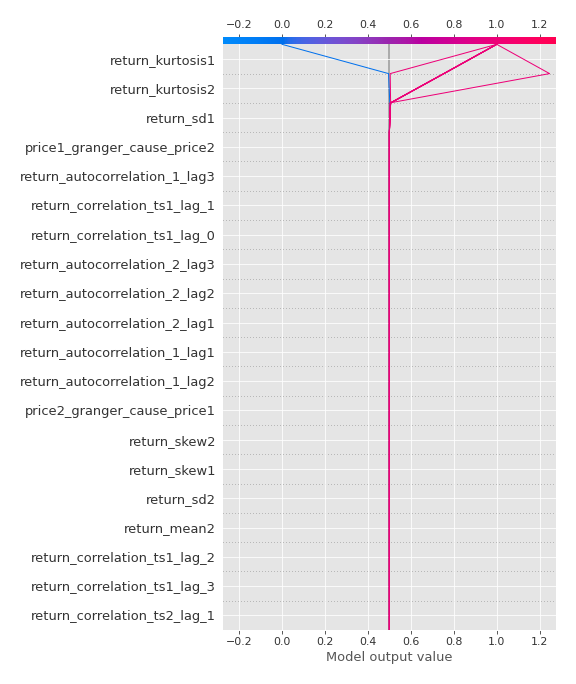 −0.2 0.0 0.2 0.4 0.6 0.8 1.0 1.2
return_kurtosis1
return_kurtosis2
return_sd1
price1_granger_cause_price2
return_autocorrelation_1_lag3
return_correlation_ts1_lag_1
return_correlation_ts1_lag_0
return_autocorrelation_2_lag3
return_autocorrelation_2_lag2
return_autocorrelation_2_lag1
return_autocorrelation_1_lag1
return_autocorrelation_1_lag2
price2_granger_cause_price1
return_skew2
return_skew1
return_sd2
return_mean2
return_correlation_ts1_lag_2
return_correlation_ts1_lag_3
return_correlation_ts2_lag_1
−0.2 0.0 0.2 0.4 0.6 0.8 1.0 1.2
Model output value